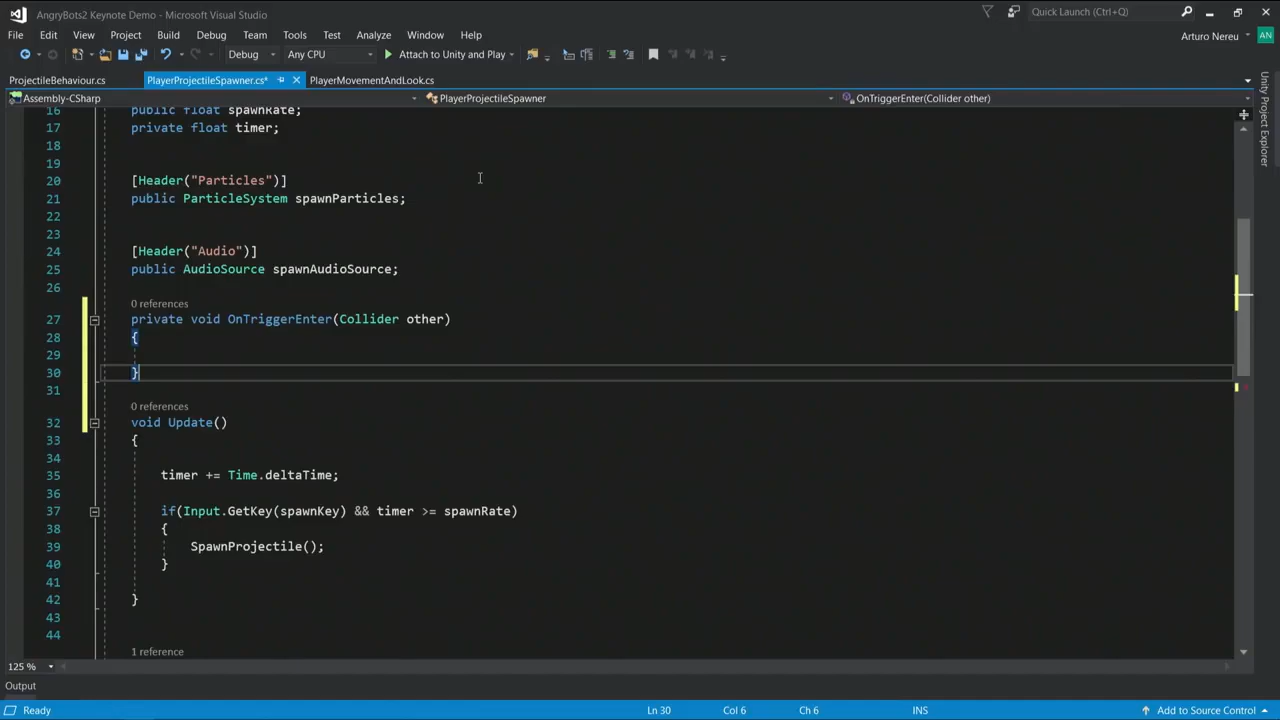 AngryBots2 Keynote Demo - Microsoft Visual Studio
Quick Launch (Ctrl+Q)
File Edit View Project Build Debug Team Tools Test Analyze Window Help
Arturo Nereu AN
Debug Any CPU Attach to Unity and Play
ProjectileBehaviour.cs PlayerProjectileSpawner.cs* PlayerMovementAndLook.cs
Assembly-CSharp PlayerProjectileSpawner OnTriggerEnter(Collider other)
Unity Project Explorer
16 public float spawnRate;
17 private float timer;
18
19
20 [Header("Particles")]
21 public ParticleSystem spawnParticles;
22
23
24 [Header("Audio")]
25 public AudioSource spawnAudioSource;
26
0 references
27 private void OnTriggerEnter(Collider other)
28 {
29
30 }
31
0 references
32 void Update()
33 {
34
35 timer += Time.deltaTime;
36
37 if(Input.GetKey(spawnKey) && timer >= spawnRate)
38 {
39 SpawnProjectile();
40 }
41
42 }
43
44
1 reference
125 %
Output
Ready Ln 30 Col 6 Ch 6 INS Add to Source Control